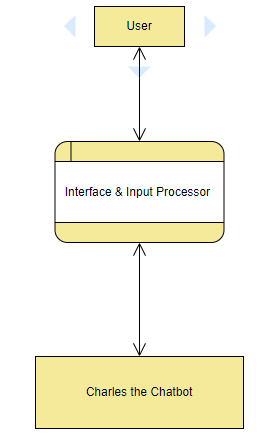 User
Interface & Input Processor
Charles the Chatbot